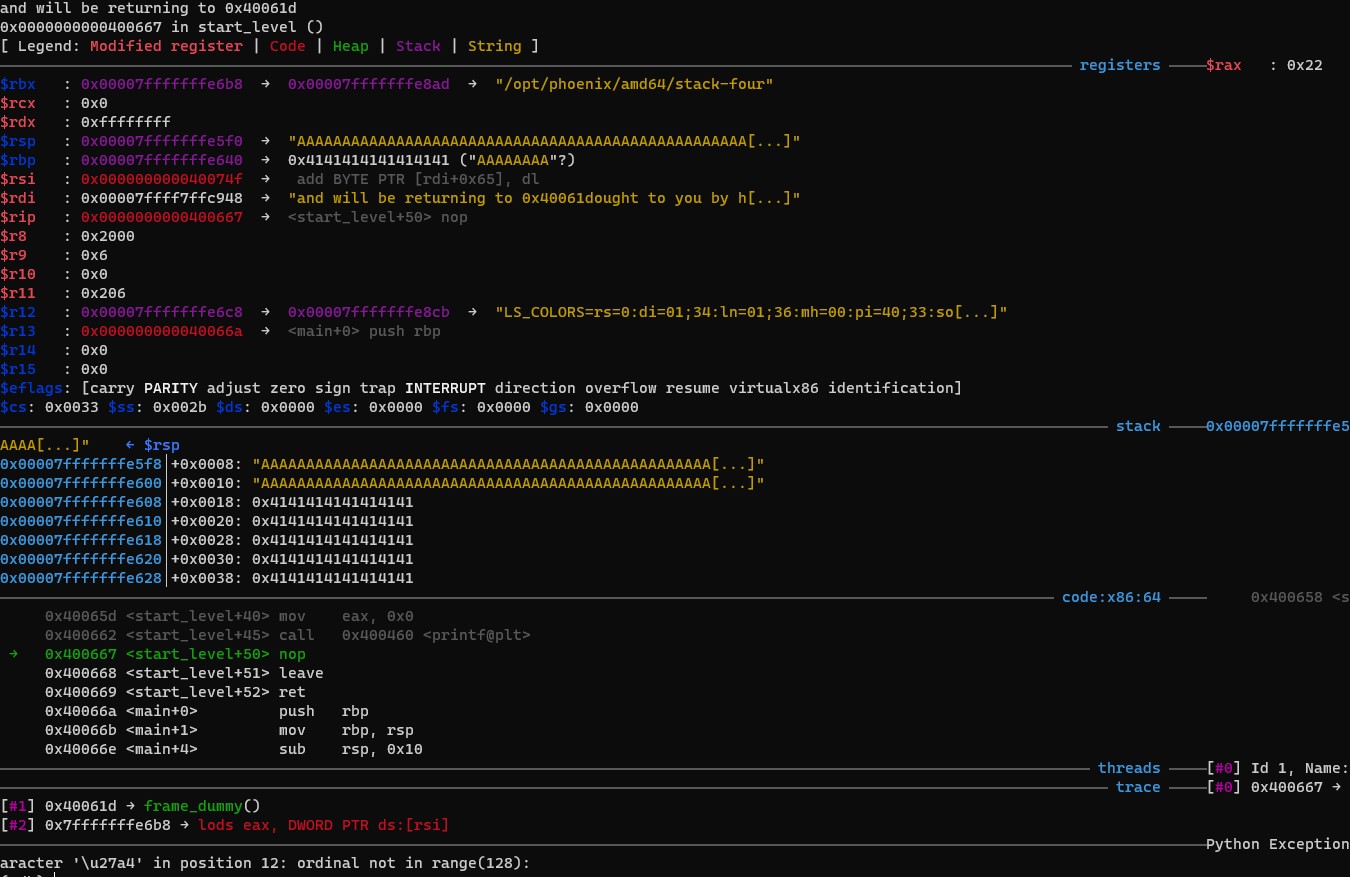 and will be returning to 0x40061d
0x0000000000400667 in start_level ()
[ Legend: Modified register | Code | Heap | Stack | String ]
registers $rax : 0x22
$rbx : 0x00007fffffffe6b8 → 0x00007fffffffe8ad → "/opt/phoenix/amd64/stack-four"
$rcx : 0x0
$rdx : 0xffffffff
$rsp : 0x00007fffffffe5f0 → "AAAAAAAAAAAAAAAAAAAAAAAAAAAAAAAAAAAAAAAAAAAAAAAAAA[...]"
$rbp : 0x00007fffffffe640 → 0x4141414141414141 ("AAAAAAAA"?)
$rsi : 0x000000000040074f → add BYTE PTR [rdi+0x65], dl
$rdi : 0x00007ffff7ffc948 → "and will be returning to 0x40061dought to you by h[...]"
$rip : 0x0000000000400667 → <start_level+50> nop
$r8 : 0x2000
$r9 : 0x6
$r10 : 0x0
$r11 : 0x206
$r12 : 0x00007fffffffe6c8 → 0x00007fffffffe8cb → "LS_COLORS=rs=0:di=01;34:ln=01;36:mh=00:pi=40;33:so[...]"
$r13 : 0x000000000040066a → <main+0> push rbp
$r14 : 0x0
$r15 : 0x0
$eflags: [carry PARITY adjust zero sign trap INTERRUPT direction overflow resume virtualx86 identification]
$cs: 0x0033 $ss: 0x002b $ds: 0x0000 $es: 0x0000 $fs: 0x0000 $gs: 0x0000
stack 0x00007fffffffe5
AAAA[...]" ← $rsp
0x00007fffffffe5f8│+0x0008: "AAAAAAAAAAAAAAAAAAAAAAAAAAAAAAAAAAAAAAAAAAAAAAAAAA[...]"
0x00007fffffffe600│+0x0010: "AAAAAAAAAAAAAAAAAAAAAAAAAAAAAAAAAAAAAAAAAAAAAAAAAA[...]"
0x00007fffffffe608│+0x0018: 0x4141414141414141
0x00007fffffffe610│+0x0020: 0x4141414141414141
0x00007fffffffe618│+0x0028: 0x4141414141414141
0x00007fffffffe620│+0x0030: 0x4141414141414141
0x00007fffffffe628│+0x0038: 0x4141414141414141
code:x86:64 0x400658 <s
0x40065d <start_level+40> mov eax, 0x0
0x400662 <start_level+45> call 0x400460 <printf@plt>
→ 0x400667 <start_level+50> nop
0x400668 <start_level+51> leave
0x400669 <start_level+52> ret
0x40066a <main+0> push rbp
0x40066b <main+1> mov rbp, rsp
0x40066e <main+4> sub rsp, 0x10
threads [#0] Id 1, Name:
trace [#0] 0x400667 →
[#1] 0x40061d → frame_dummy()
[#2] 0x7fffffffe6b8 → lods eax, DWORD PTR ds:[rsi]
Python Exception
aracter '\u27a4' in position 12: ordinal not in range(128):